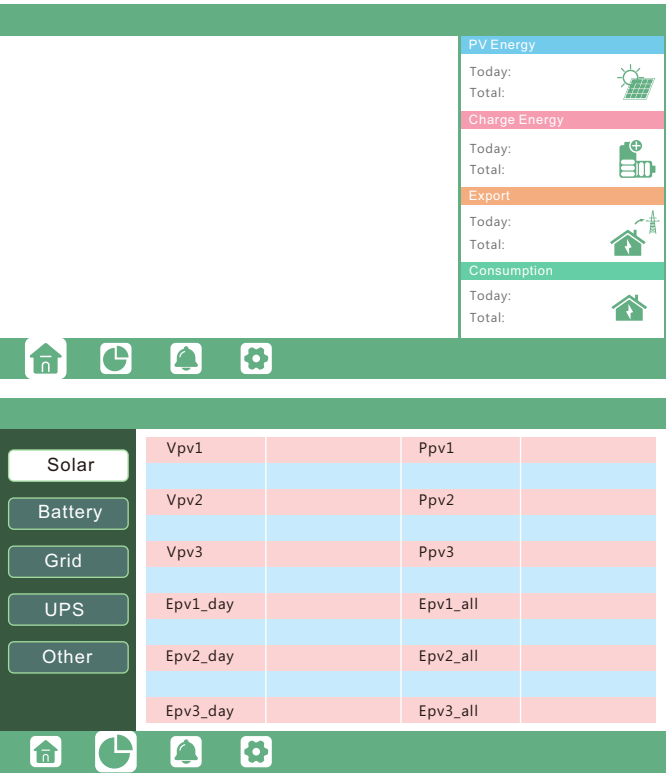 PV Energy
Today:
Total:
Charge Energy
Today:
Total:
Export
Today:
Total:
Consumption
Today:
Total:
Solar
Battery
Grid
UPS
Other
Vpv1 Ppv1
Vpv2 Ppv2
Vpv3 Ppv3
Epv1_day Epv1_all
Epv2_day Epv2_all
Epv3_day Epv3_all